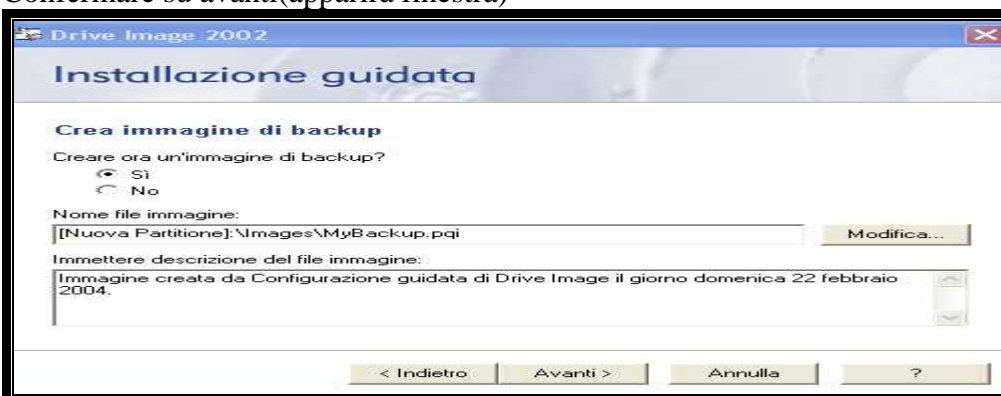 Confermare su avanti(apparirà finestra)
Drive Image 2002
Installazione guidata
Crea immagine di backup
Creare ora un'immagine di backup?
Sì
No
Nome file immagine:
[Nuova Partitione]:\Images\MyBackup.pqi
Modifica...
Immettere descrizione del file immagine:
Immagine creata da Configurazione guidata di Drive Image il giorno domenica 22 febbraio
2004.
< Indietro Avanti > Annulla ?